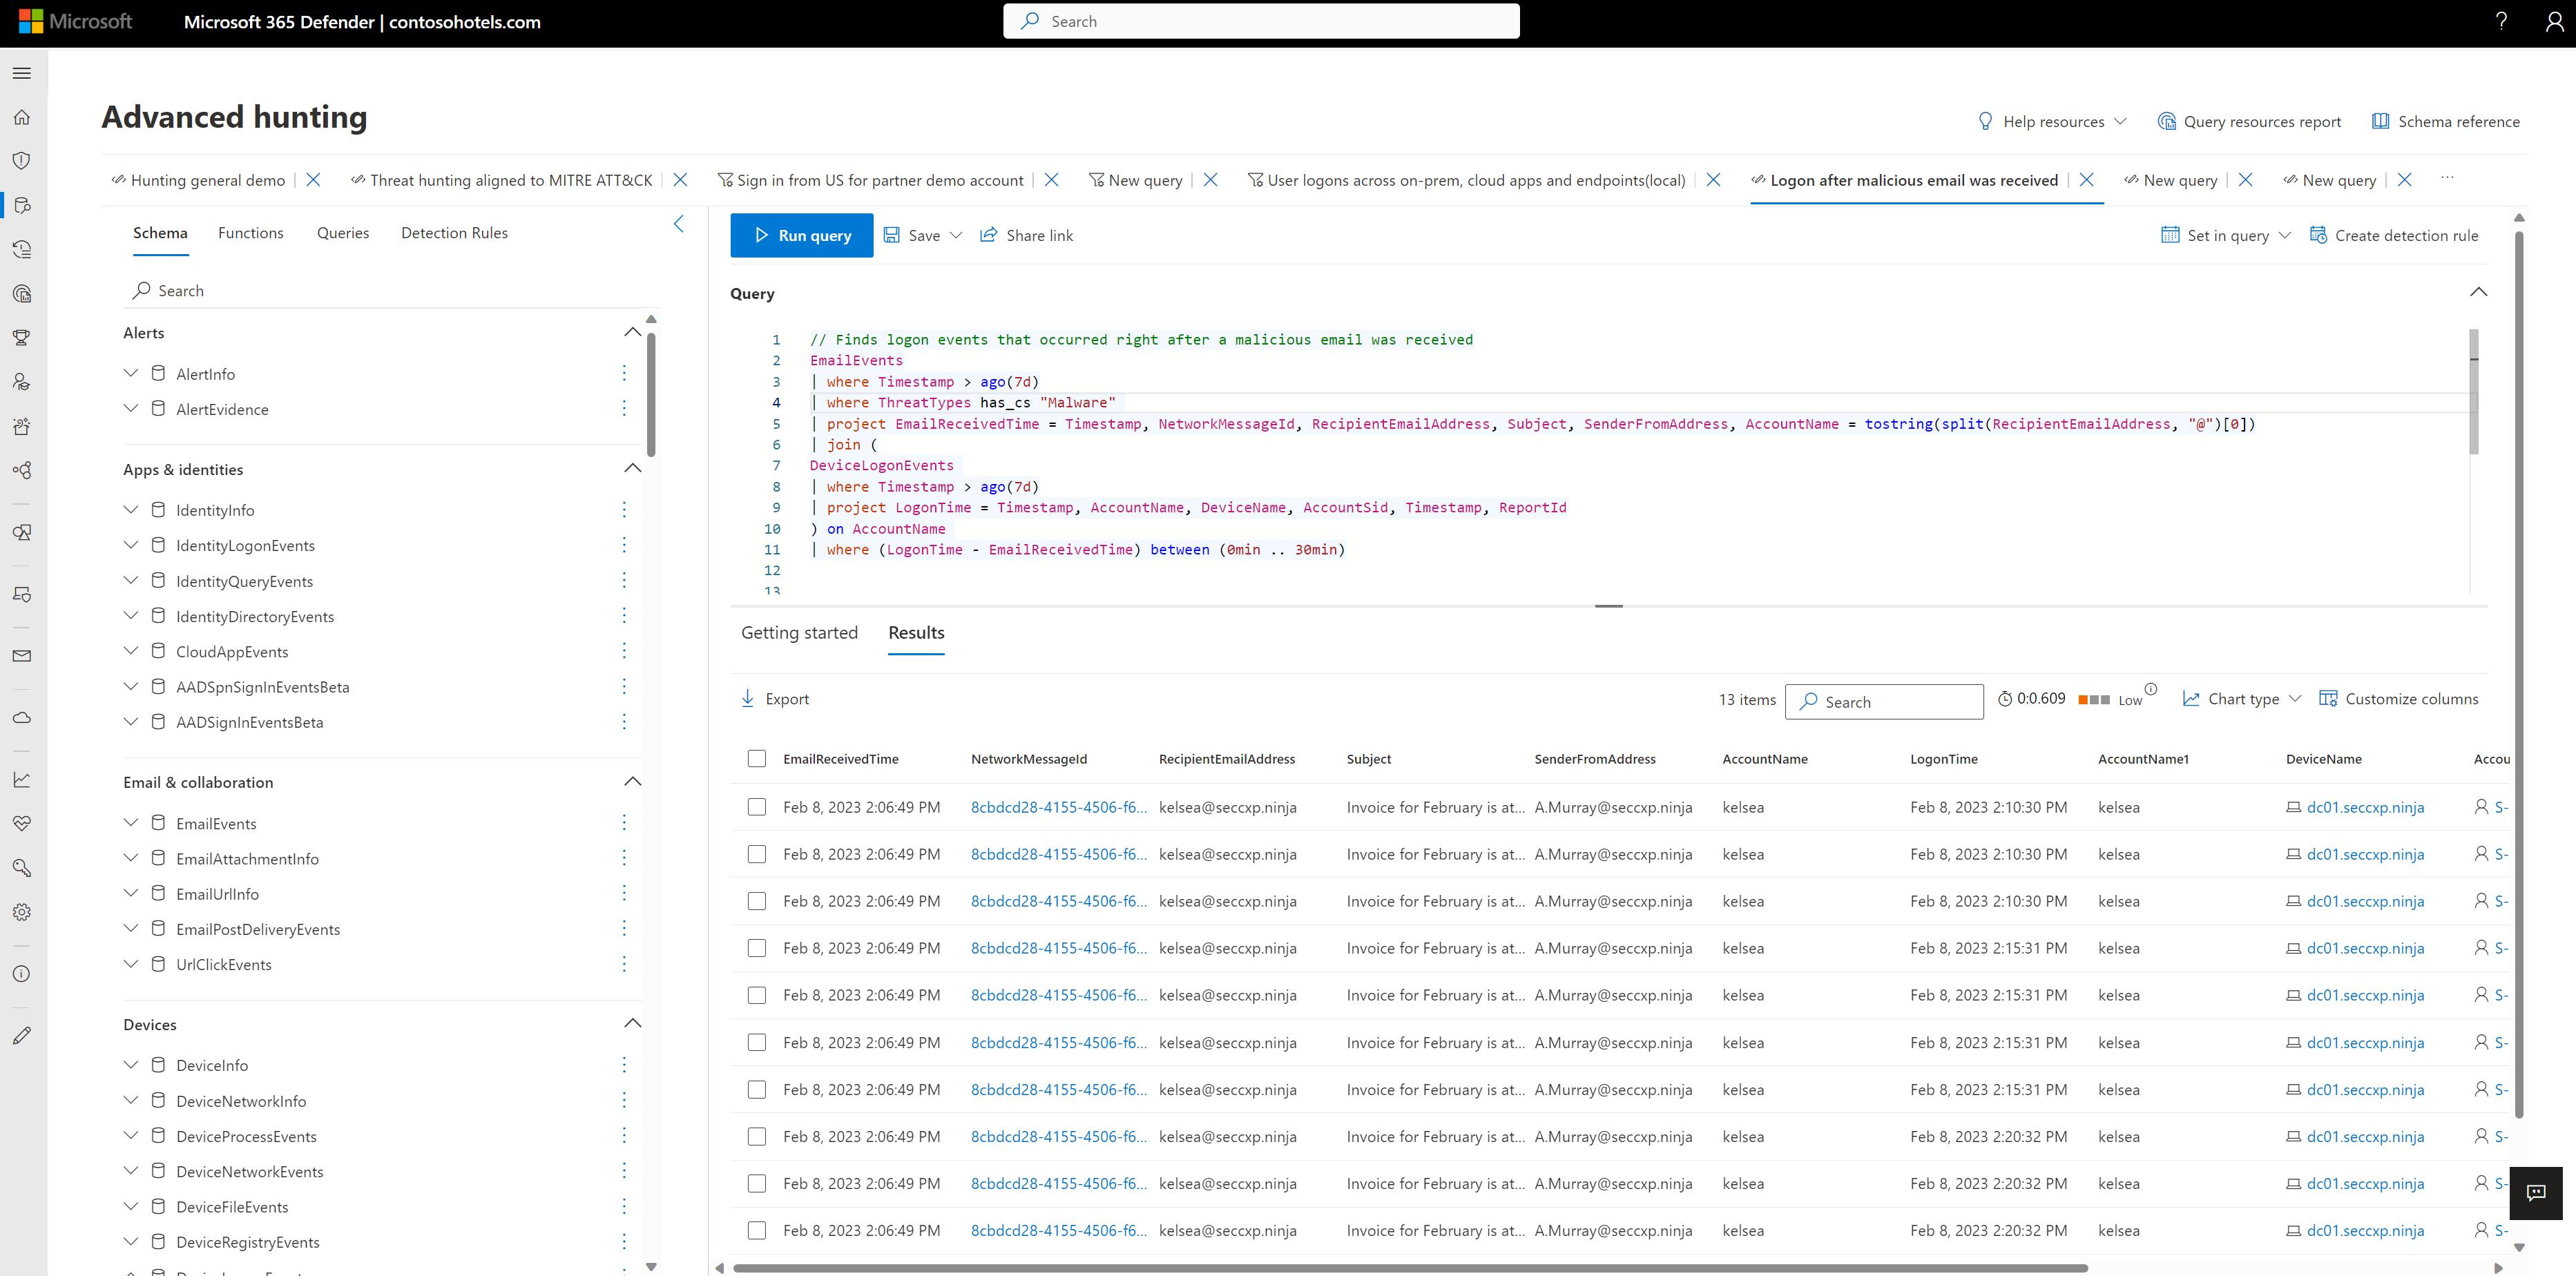 Microsoft Microsoft 365 Defender | contosohotels.com Search
Advanced hunting
Help resources Query resources report Schema reference
Hunting general demo Threat hunting aligned to MITRE ATT&CK Sign in from US for partner demo account New query User logons across on-prem, cloud apps and endpoints(local) Logon after malicious email was received New query New query ...
Schema Functions Queries Detection Rules
Search
Alerts
AlertInfo
AlertEvidence
Apps & identities
IdentityInfo
IdentityLogonEvents
IdentityQueryEvents
IdentityDirectoryEvents
CloudAppEvents
AADSpnSignInEventsBeta
AADSignInEventsBeta
Email & collaboration
EmailEvents
EmailAttachmentInfo
EmailUrlInfo
EmailPostDeliveryEvents
UrlClickEvents
Devices
DeviceInfo
DeviceNetworkInfo
DeviceProcessEvents
DeviceNetworkEvents
DeviceFileEvents
DeviceRegistryEvents
Run query Save Share link Set in query Create detection rule
Query
1 // Finds logon events that occurred right after a malicious email was received
2 EmailEvents
3 | where Timestamp > ago(7d)
4 | where ThreatTypes has_cs "Malware"
5 | project EmailReceivedTime = Timestamp, NetworkMessageId, RecipientEmailAddress, Subject, SenderFromAddress, AccountName = tostring(split(RecipientEmailAddress, "@")[0])
6 | join (
7 DeviceLogonEvents
8 | where Timestamp > ago(7d)
9 | project LogonTime = Timestamp, AccountName, DeviceName, AccountSid, Timestamp, ReportId
10 ) on AccountName
11 | where (LogonTime - EmailReceivedTime) between (0min .. 30min)
12
13
Getting started Results
Export 13 items Search 0:0.609 Low Chart type Customize columns
EmailReceivedTime NetworkMessageId RecipientEmailAddress Subject SenderFromAddress AccountName LogonTime AccountName1 DeviceName Accou
Feb 8, 2023 2:06:49 PM 8cbdcd28-4155-4506-f6... kelsea@seccxp.ninja Invoice for February is at... A.Murray@seccxp.ninja kelsea Feb 8, 2023 2:10:30 PM kelsea dc01.seccxp.ninja S-
Feb 8, 2023 2:06:49 PM 8cbdcd28-4155-4506-f6... kelsea@seccxp.ninja Invoice for February is at... A.Murray@seccxp.ninja kelsea Feb 8, 2023 2:10:30 PM kelsea dc01.seccxp.ninja S-
Feb 8, 2023 2:06:49 PM 8cbdcd28-4155-4506-f6... kelsea@seccxp.ninja Invoice for February is at... A.Murray@seccxp.ninja kelsea Feb 8, 2023 2:10:30 PM kelsea dc01.seccxp.ninja S-
Feb 8, 2023 2:06:49 PM 8cbdcd28-4155-4506-f6... kelsea@seccxp.ninja Invoice for February is at... A.Murray@seccxp.ninja kelsea Feb 8, 2023 2:15:31 PM kelsea dc01.seccxp.ninja S-
Feb 8, 2023 2:06:49 PM 8cbdcd28-4155-4506-f6... kelsea@seccxp.ninja Invoice for February is at... A.Murray@seccxp.ninja kelsea Feb 8, 2023 2:15:31 PM kelsea dc01.seccxp.ninja S-
Feb 8, 2023 2:06:49 PM 8cbdcd28-4155-4506-f6... kelsea@seccxp.ninja Invoice for February is at... A.Murray@seccxp.ninja kelsea Feb 8, 2023 2:15:31 PM kelsea dc01.seccxp.ninja S-
Feb 8, 2023 2:06:49 PM 8cbdcd28-4155-4506-f6... kelsea@seccxp.ninja Invoice for February is at... A.Murray@seccxp.ninja kelsea Feb 8, 2023 2:15:31 PM kelsea dc01.seccxp.ninja S-
Feb 8, 2023 2:06:49 PM 8cbdcd28-4155-4506-f6... kelsea@seccxp.ninja Invoice for February is at... A.Murray@seccxp.ninja kelsea Feb 8, 2023 2:20:32 PM kelsea dc01.seccxp.ninja S-
Feb 8, 2023 2:06:49 PM 8cbdcd28-4155-4506-f6... kelsea@seccxp.ninja Invoice for February is at... A.Murray@seccxp.ninja kelsea Feb 8, 2023 2:20:32 PM kelsea dc01.seccxp.ninja S-
Feb 8, 2023 2:06:49 PM 8cbdcd28-4155-4506-f6... kelsea@seccxp.ninja Invoice for February is at... A.Murray@seccxp.ninja kelsea Feb 8, 2023 2:20:32 PM kelsea dc01.seccxp.ninja S-